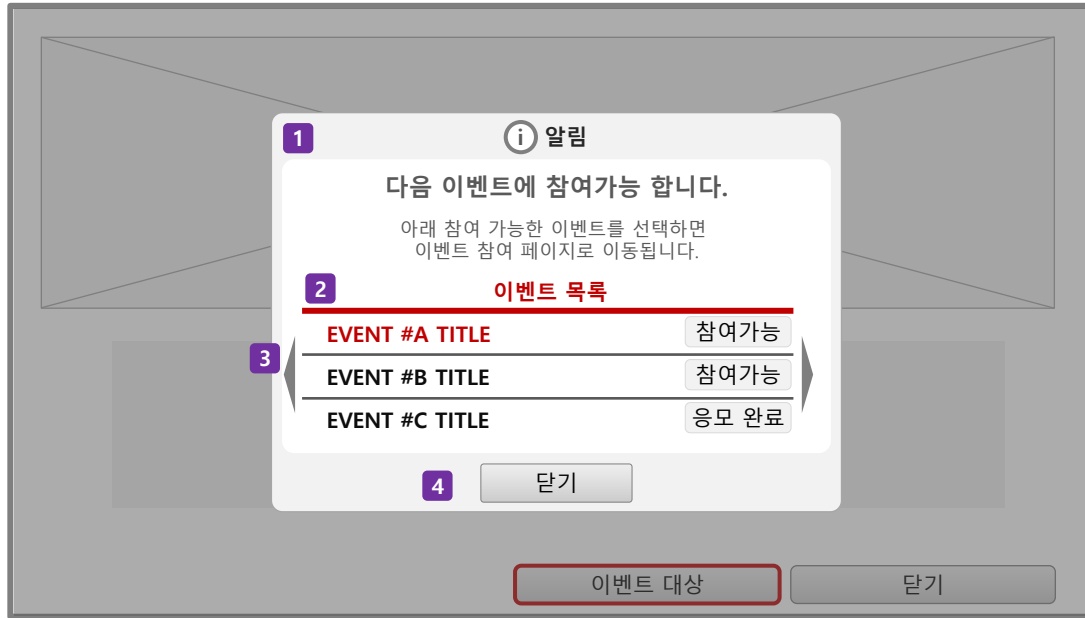 1
i 알림
다음 이벤트에 참여가능 합니다.
아래 참여 가능한 이벤트를 선택하면
이벤트 참여 페이지로 이동됩니다.
2
이벤트 목록
EVENT #A TITLE 참여가능
3
EVENT #B TITLE 참여가능
EVENT #C TITLE 응모 완료
4
닫기
이벤트 대상 닫기